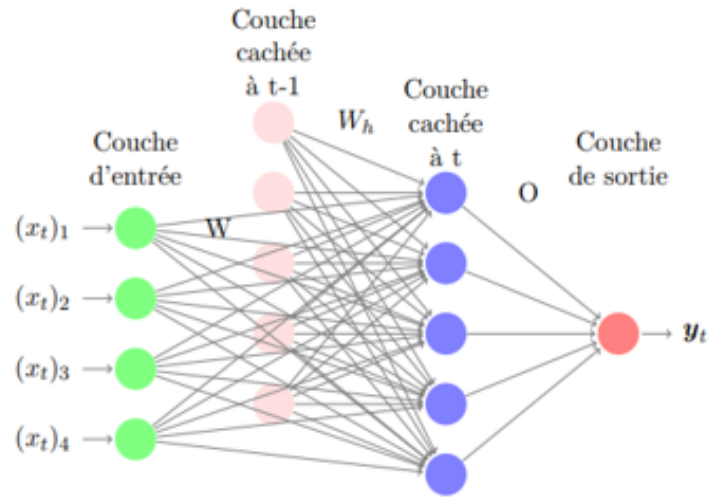 Couche
cachée
à t-1
W_h
Couche
cachée
à t
Couche
d'entrée
Couche
de sortie
O
W
(x_t)_1
(x_t)_2
(x_t)_3
(x_t)_4
y_t